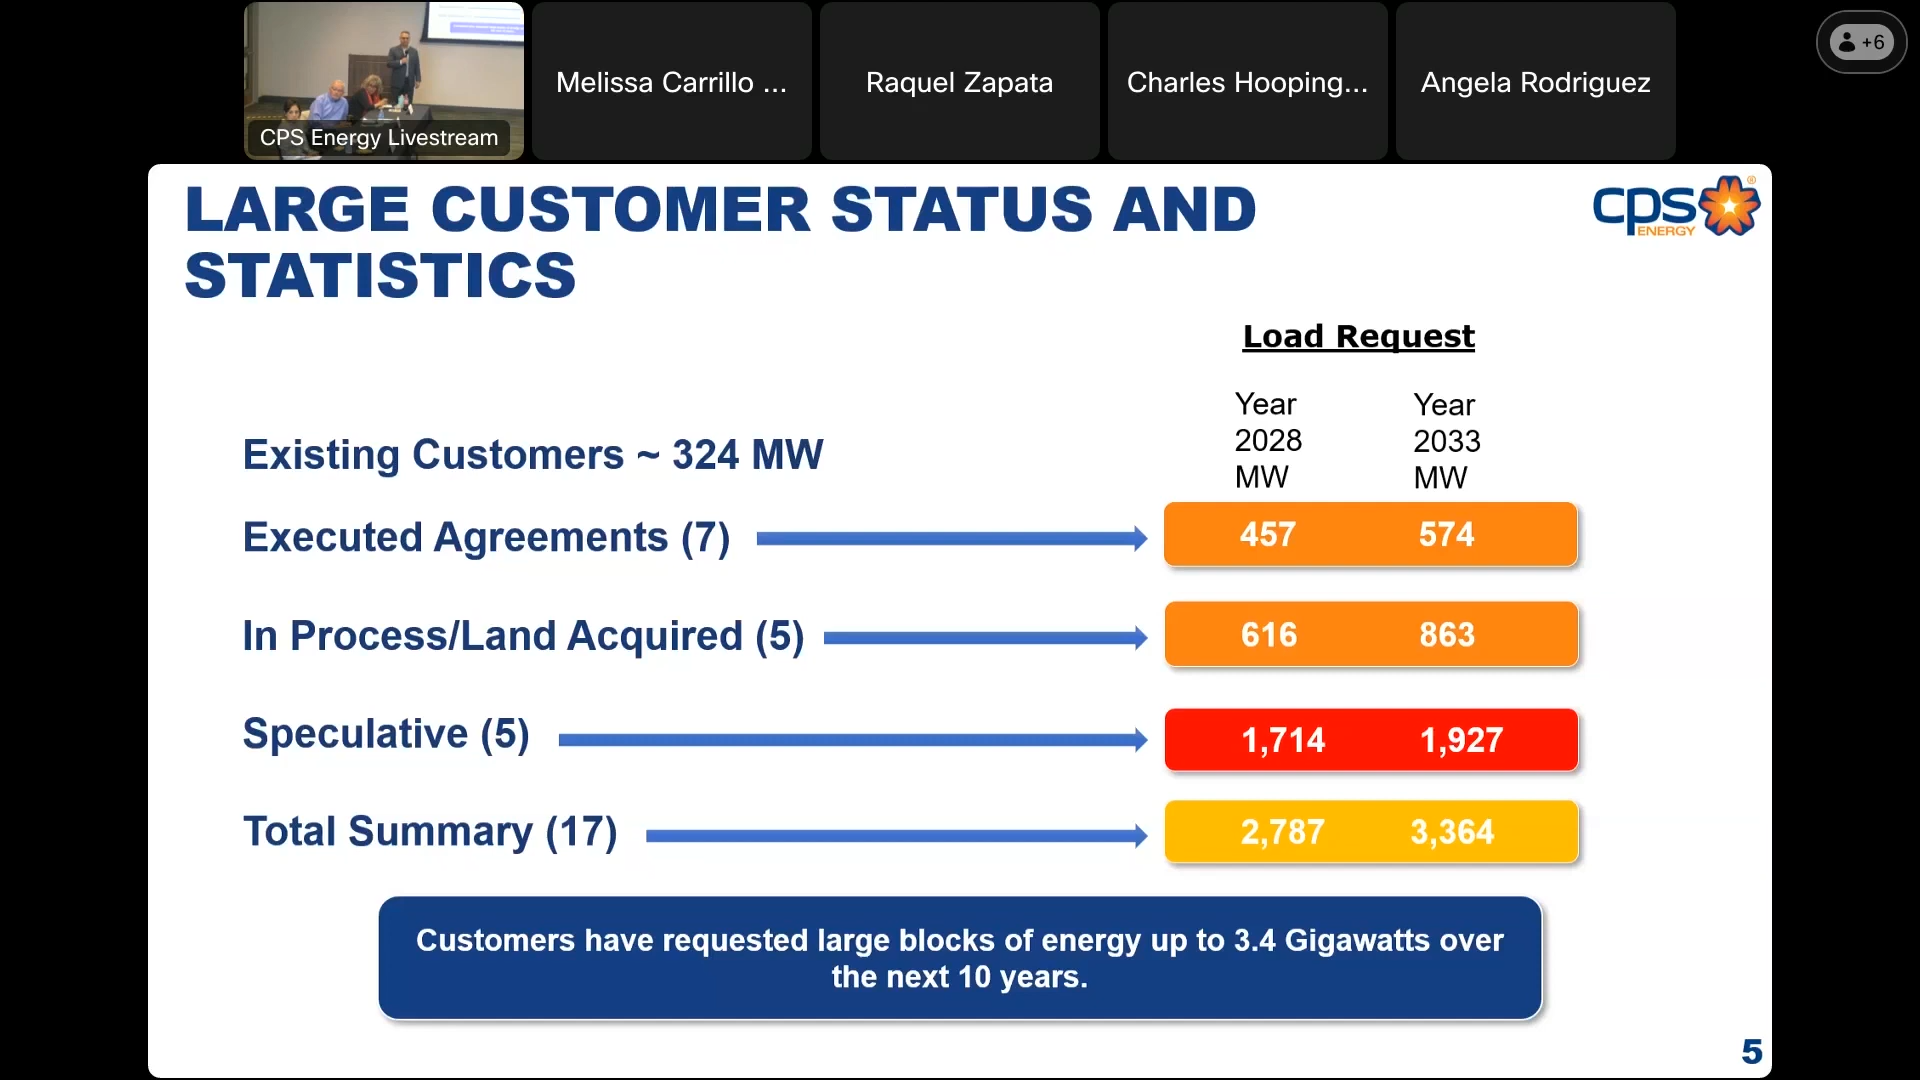 CPS Energy Livestream
Melissa Carrillo ...
Raquel Zapata
Charles Hooping...
Angela Rodriguez
+6
LARGE CUSTOMER STATUS AND
STATISTICS
cps
ENERGY
®
Load Request
Year
2028
MW
Year
2033
MW
Existing Customers ~ 324 MW
Executed Agreements (7)
457 574
In Process/Land Acquired (5)
616 863
Speculative (5)
1,714 1,927
Total Summary (17)
2,787 3,364
Customers have requested large blocks of energy up to 3.4 Gigawatts over
the next 10 years.
5